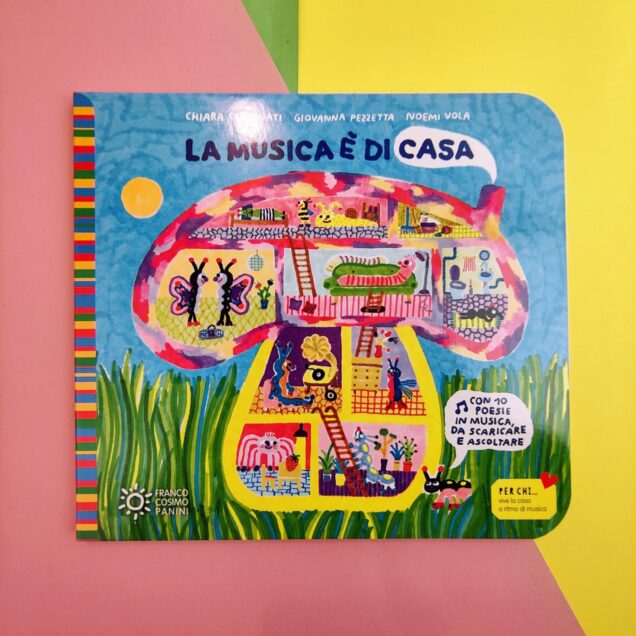 CHIARA GIOVANNA PEZZETTA NOEMI VOLA
LA MUSICA È DI CASA
CON 10
POESIE
IN MUSICA,
DA SCARICARE
E ASCOLTARE
FRANCO
COSIMO
PANINI
PER CHI...
vive la casa
a ritmo di musica